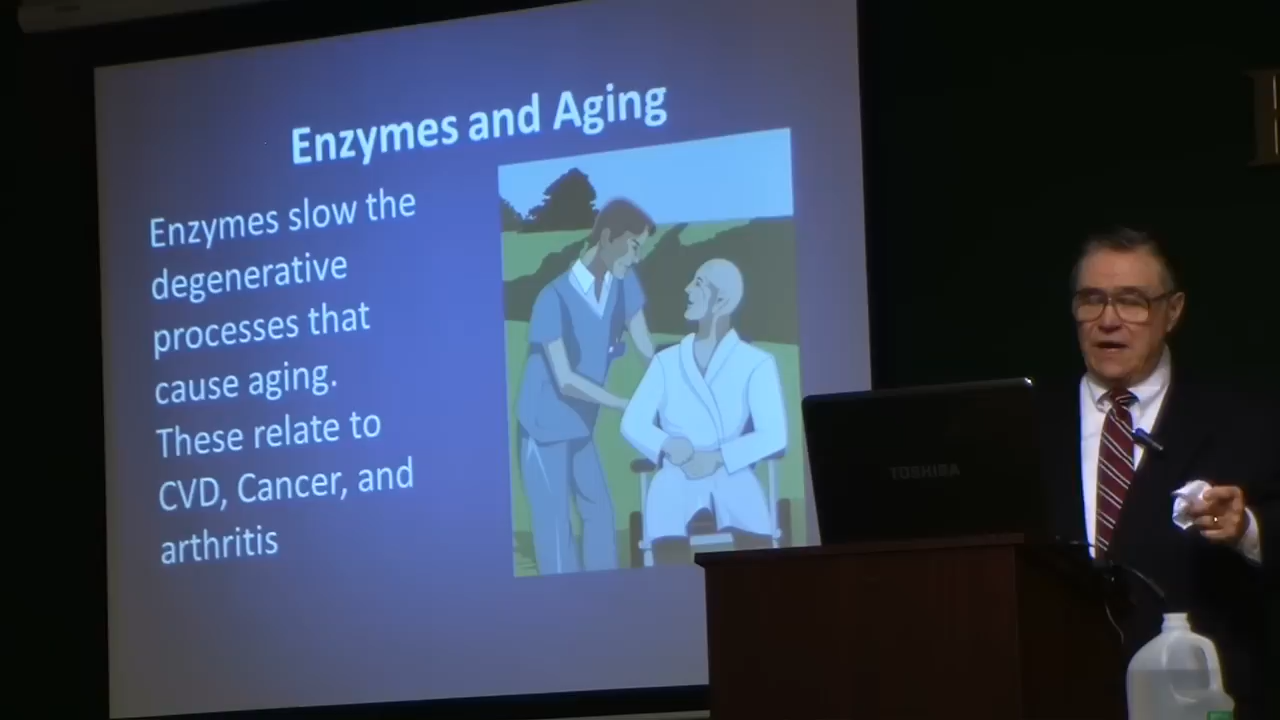 Enzymes and Aging
Enzymes slow the
degenerative
processes that
cause aging.
These relate to
CVD, Cancer, and
arthritis
TOSHIBA